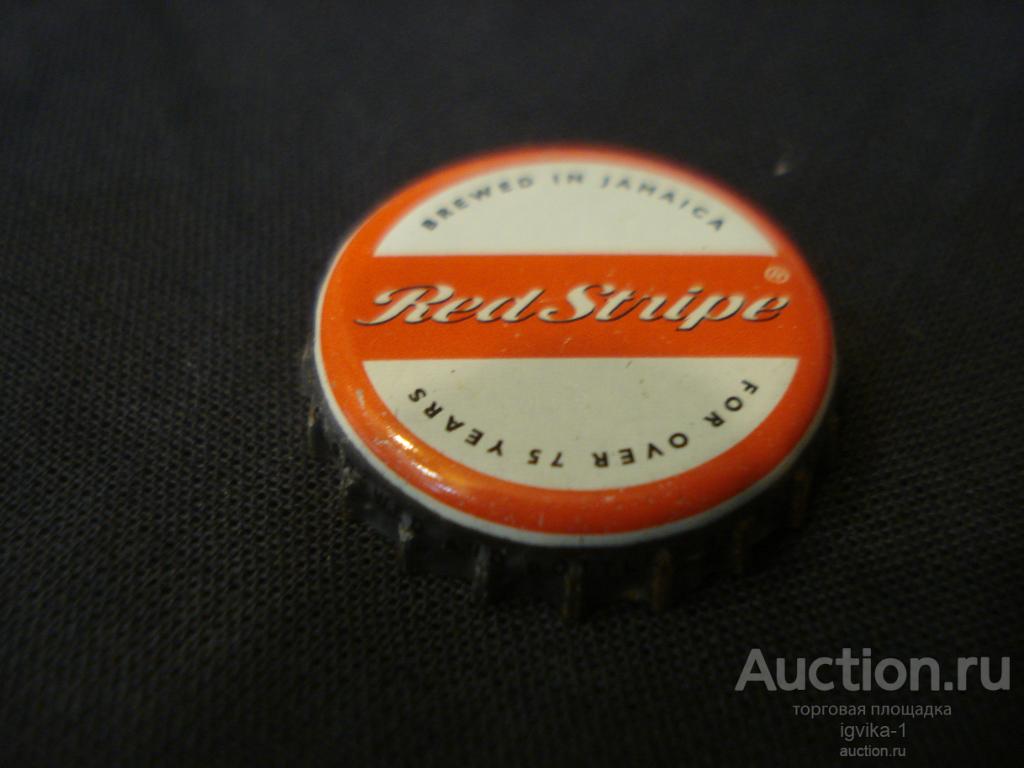 BREWED IN JAMAICA
Red Stripe®
FOR OVER 75 YEARS
Auction.ru
торговая площадка
igvika-1
auction.ru